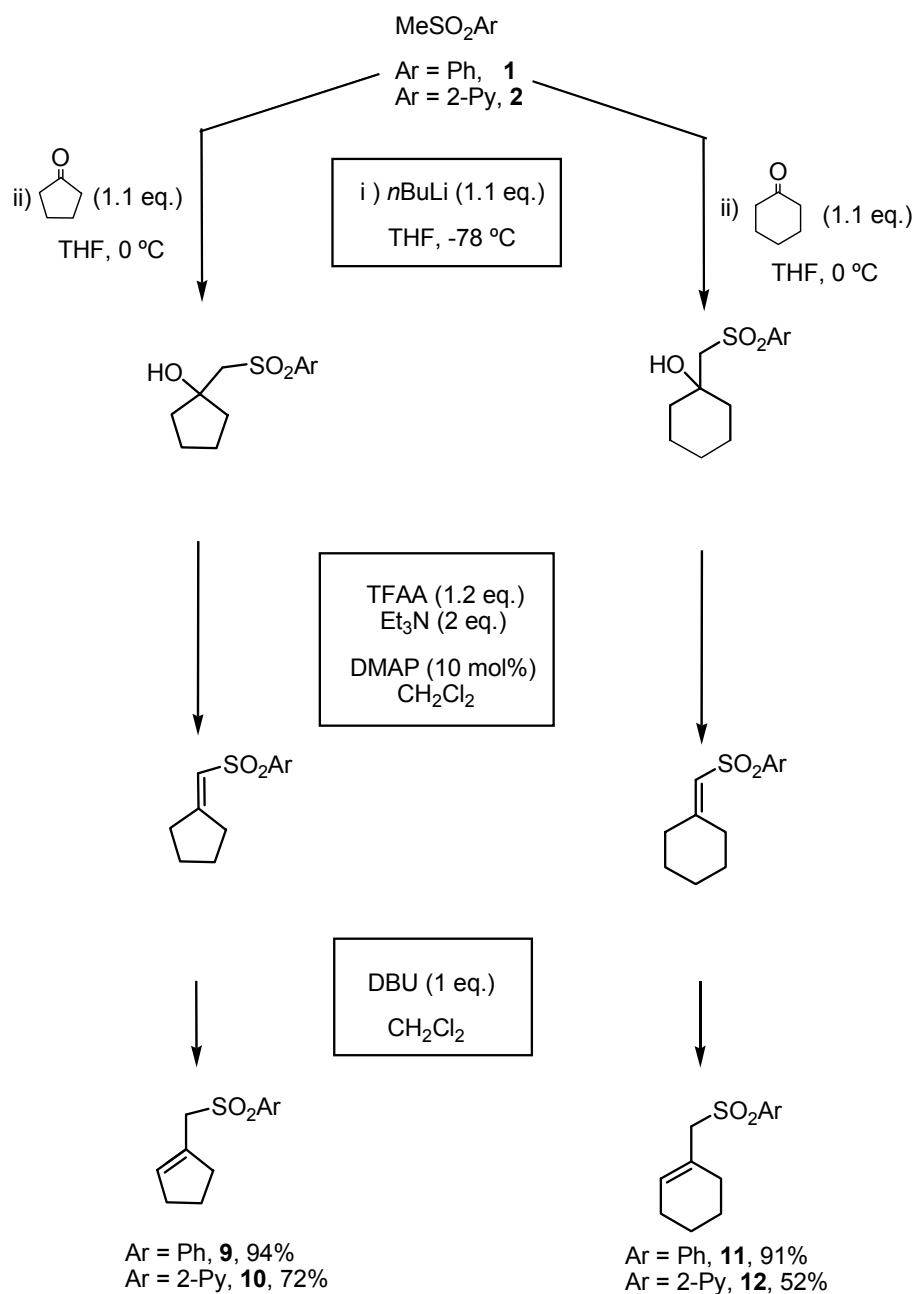 MeSO2Ar
Ar = Ph, 1
Ar = 2-Py, 2
ii) O (1.1 eq.)
THF, 0 ºC
i ) nBuLi (1.1 eq.)
THF, -78 ºC
ii) O (1.1 eq.)
THF, 0 ºC
HO SO2Ar
HO SO2Ar
TFAA (1.2 eq.)
Et3N (2 eq.)
DMAP (10 mol%)
CH2Cl2
SO2Ar
SO2Ar
DBU (1 eq.)
CH2Cl2
SO2Ar
SO2Ar
Ar = Ph, 9, 94%
Ar = 2-Py, 10, 72%
Ar = Ph, 11, 91%
Ar = 2-Py, 12, 52%